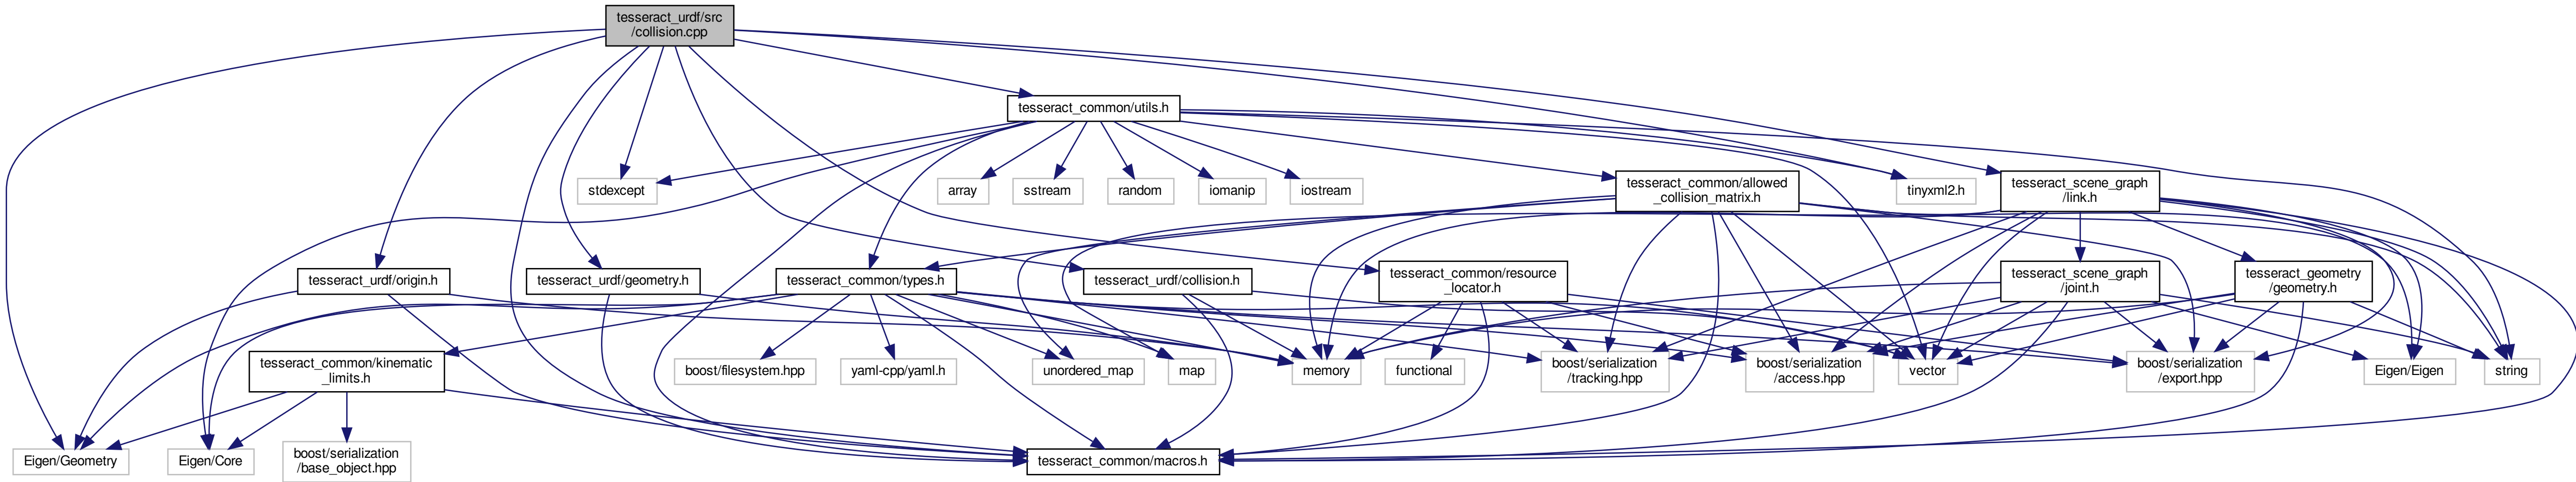 tesseract_urdf/src
/collision.cpp
tesseract_common/utils.h
stdexcept
array
sstream
random
iomanip
iostream
tesseract_common/allowed
_collision_matrix.h
tinyxml2.h
tesseract_scene_graph
/link.h
tesseract_urdf/origin.h
tesseract_urdf/geometry.h
tesseract_common/types.h
tesseract_urdf/collision.h
tesseract_common/resource
_locator.h
tesseract_scene_graph
/joint.h
tesseract_geometry
/geometry.h
tesseract_common/kinematic
_limits.h
boost/filesystem.hpp
yaml-cpp/yaml.h
unordered_map
map
memory
functional
boost/serialization
/tracking.hpp
boost/serialization
/access.hpp
vector
boost/serialization
/export.hpp
Eigen/Eigen
string
Eigen/Geometry
Eigen/Core
boost/serialization
/base_object.hpp
tesseract_common/macros.h